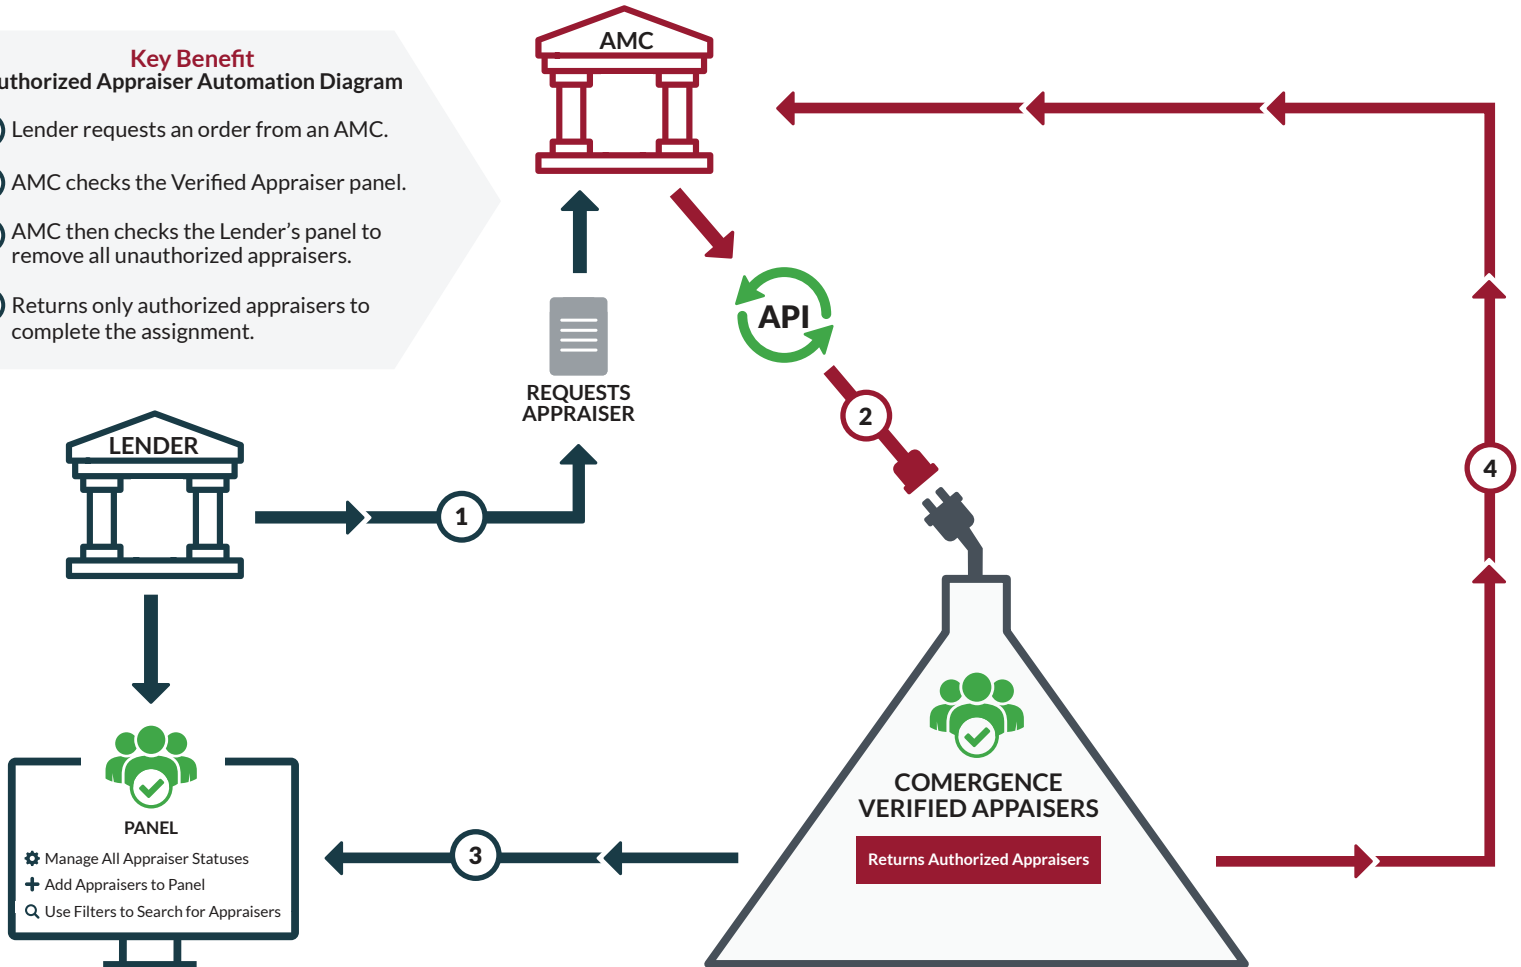 Key Benefit
uthorized Appraiser Automation Diagram
Lender requests an order from an AMC.
AMC checks the Verified Appraiser panel.
AMC then checks the Lender's panel to
remove all unauthorized appraisers.
Returns only authorized appraisers to
complete the assignment.
AMC
API
REQUESTS
APPRAISER
2
4
LENDER
1
PANEL
Manage All Appraiser Statuses
Add Appraisers to Panel
Use Filters to Search for Appraisers
3
COMERGENCE
VERIFIED APPAISERS
Returns Authorized Appraisers